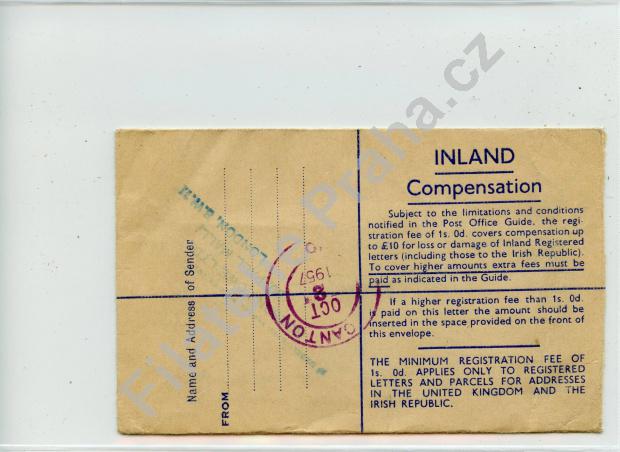 INLAND
Compensation
Subject to the limitations and conditions
notified in the Post Office Guide, the regi-
stration fee of 1s. 0d. covers compensation up
to £10 for loss or damage of Inland Registered
letters (including those to the Irish Republic).
To cover higher amounts extra fees must be
paid as indicated in the Guide.
If a higher registration fee than 1s. 0d.
is paid on this letter the amount should be
inserted in the space provided on the front of
this envelope.
THE MINIMUM REGISTRATION FEE OF
1s. 0d. APPLIES ONLY TO REGISTERED
LETTERS AND PARCELS FOR ADDRESSES
IN THE UNITED KINGDOM AND THE
IRISH REPUBLIC.
Name and Address of Sender
FROM
CANTON
OCT
8
1957
LONDON, S.W.11
Filatelie Praha.cz